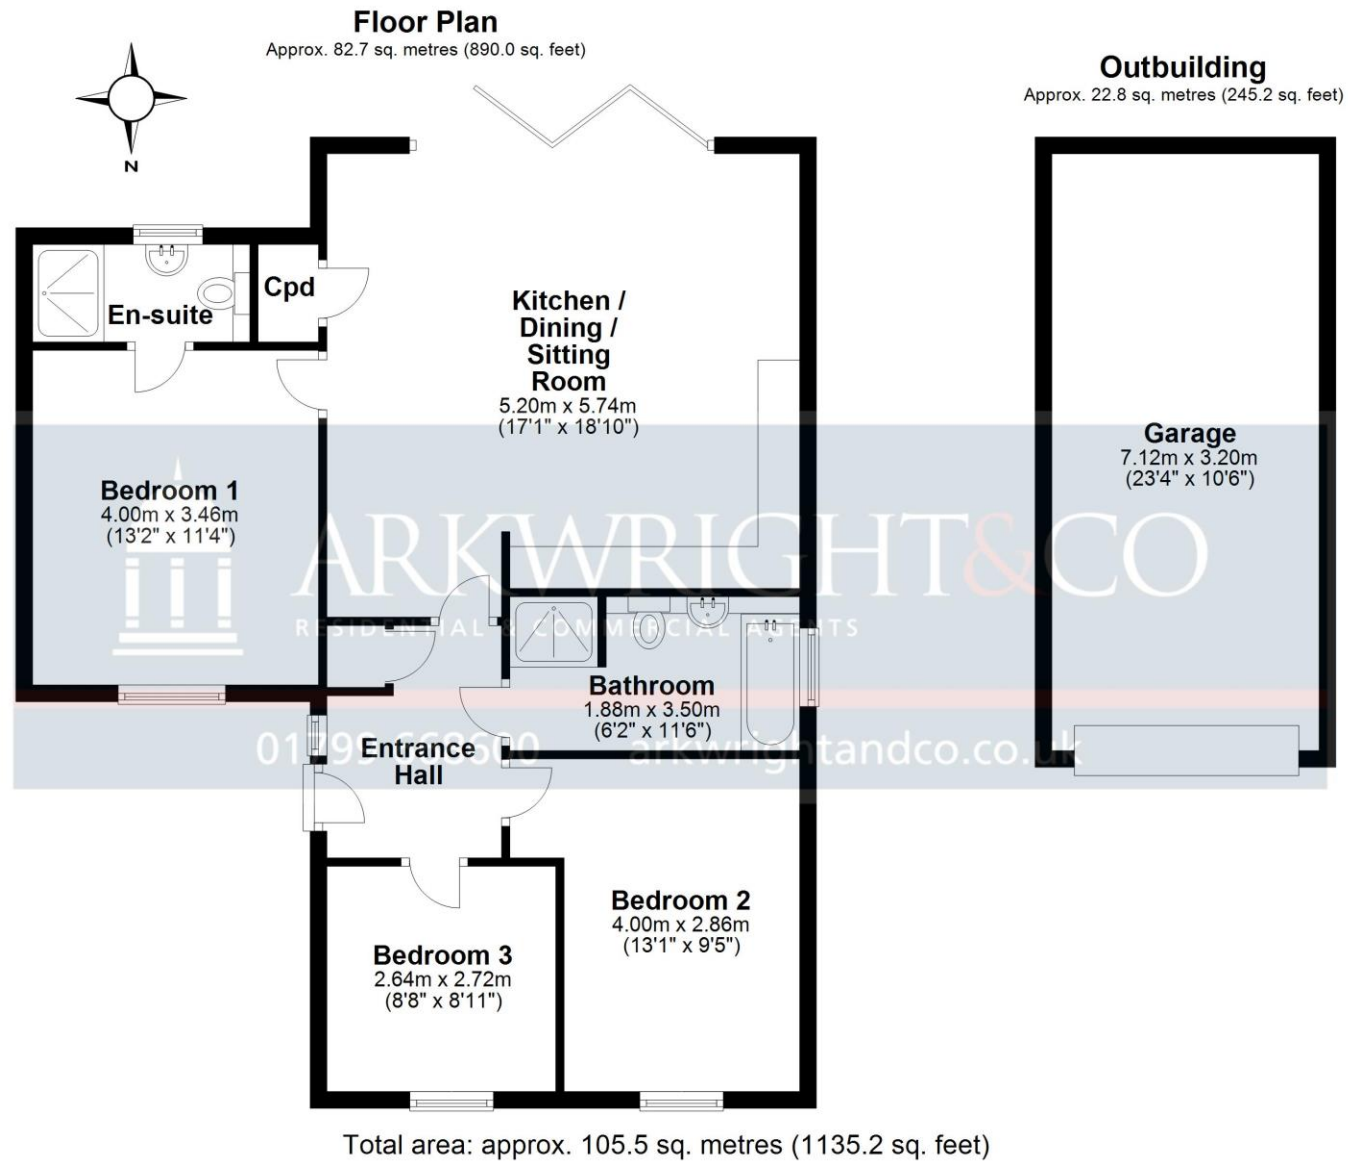 Floor Plan
Approx. 82.7 sq. metres (890.0 sq. feet)
Outbuilding
Approx. 22.8 sq. metres (245.2 sq. feet)
N
Cpd
En-suite
Kitchen /
Dining /
Sitting
Room
5.20m x 5.74m
(17'1" x 18'10")
Garage
7.12m x 3.20m
(23'4" x 10'6")
Bedroom 1
4.00m x 3.46m
(13'2" x 11'4")
ARKWRIGHT&CO
RESIDENTIAL & COMMERCIAL AGENTS
Bathroom
1.88m x 3.50m
(6'2" x 11'6")
Entrance
Hall
01799 668600
arkwrightandco.co.uk
Bedroom 2
4.00m x 2.86m
(13'1" x 9'5")
Bedroom 3
2.64m x 2.72m
(8'8" x 8'11")
Total area: approx. 105.5 sq. metres (1135.2 sq. feet)